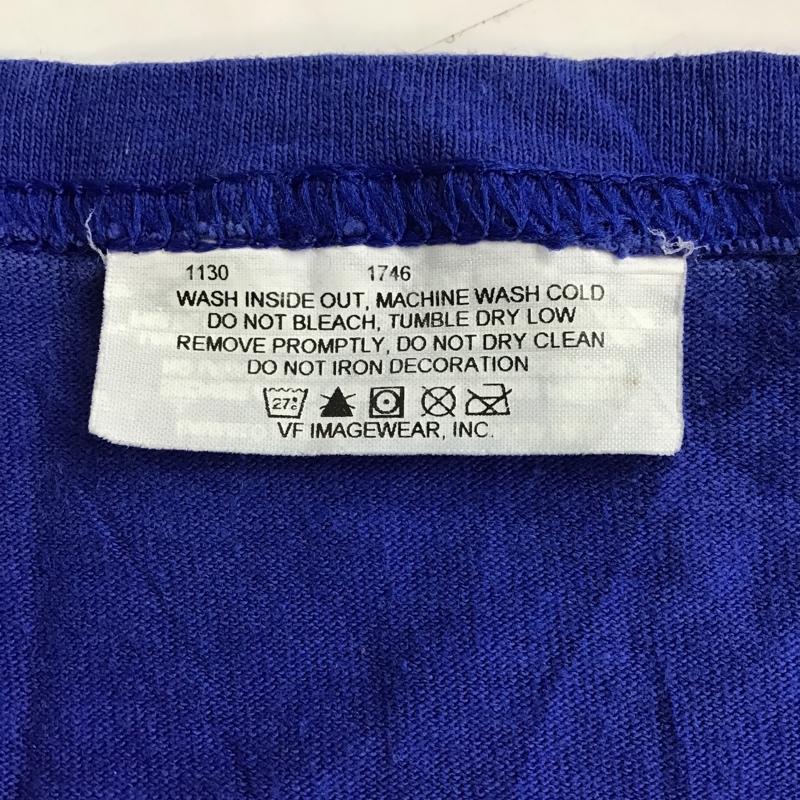 1130 1746
WASH INSIDE OUT, MACHINE WASH COLD
DO NOT BLEACH, TUMBLE DRY LOW
REMOVE PROMPTLY, DO NOT DRY CLEAN
DO NOT IRON DECORATION
27°C
VF IMAGEWEAR, INC.